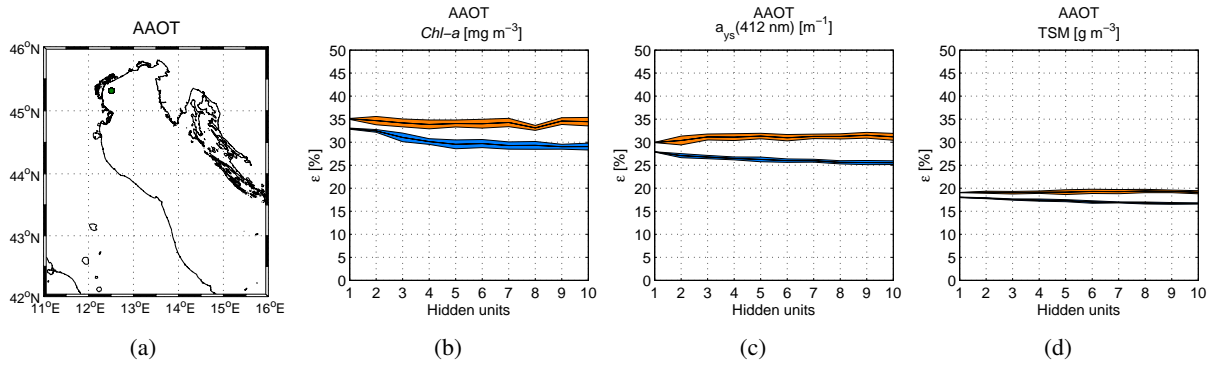 AAOT
46°N
45°N
44°N
43°N
42°N
11°E 12°E 13°E 14°E 15°E 16°E
(a)
AAOT
Chl−a [mg m−3]
50
45
40
35
30
25
20
15
10
5
0
ε [%]
1 2 3 4 5 6 7 8 9 10
Hidden units
(b)
AAOT
ays(412 nm) [m−1]
50
45
40
35
30
25
20
15
10
5
0
ε [%]
1 2 3 4 5 6 7 8 9 10
Hidden units
(c)
AAOT
TSM [g m−3]
50
45
40
35
30
25
20
15
10
5
0
ε [%]
1 2 3 4 5 6 7 8 9 10
Hidden units
(d)